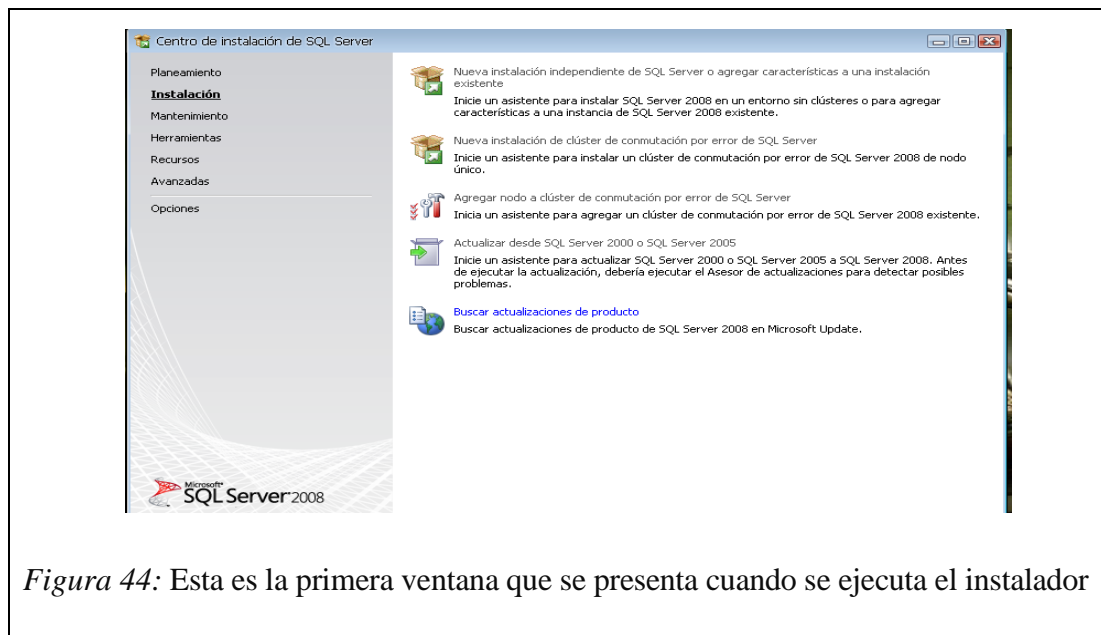 Centro de instalación de SQL Server
Planeamiento
Instalación
Mantenimiento
Herramientas
Recursos
Avanzadas
Opciones
Nueva instalación independiente de SQL Server o agregar características a una instalación
existente
Inicie un asistente para instalar SQL Server 2008 en un entorno sin clústeres o para agregar
características a una instancia de SQL Server 2008 existente.
Nueva instalación de clúster de conmutación por error de SQL Server
Inicie un asistente para instalar un clúster de conmutación por error de SQL Server 2008 de nodo
único.
Agregar nodo a clúster de conmutación por error de SQL Server
Inicia un asistente para agregar un clúster de conmutación por error de SQL Server 2008 existente.
Actualizar desde SQL Server 2000 o SQL Server 2005
Inicie un asistente para actualizar SQL Server 2000 o SQL Server 2005 a SQL Server 2008. Antes
de ejecutar la actualización, debería ejecutar el Asesor de actualizaciones para detectar posibles
problemas.
Buscar actualizaciones de producto
Buscar actualizaciones de producto de SQL Server 2008 en Microsoft Update.
Microsoft
SQL Server 2008
Figura 44: Esta es la primera ventana que se presenta cuando se ejecuta el instalador